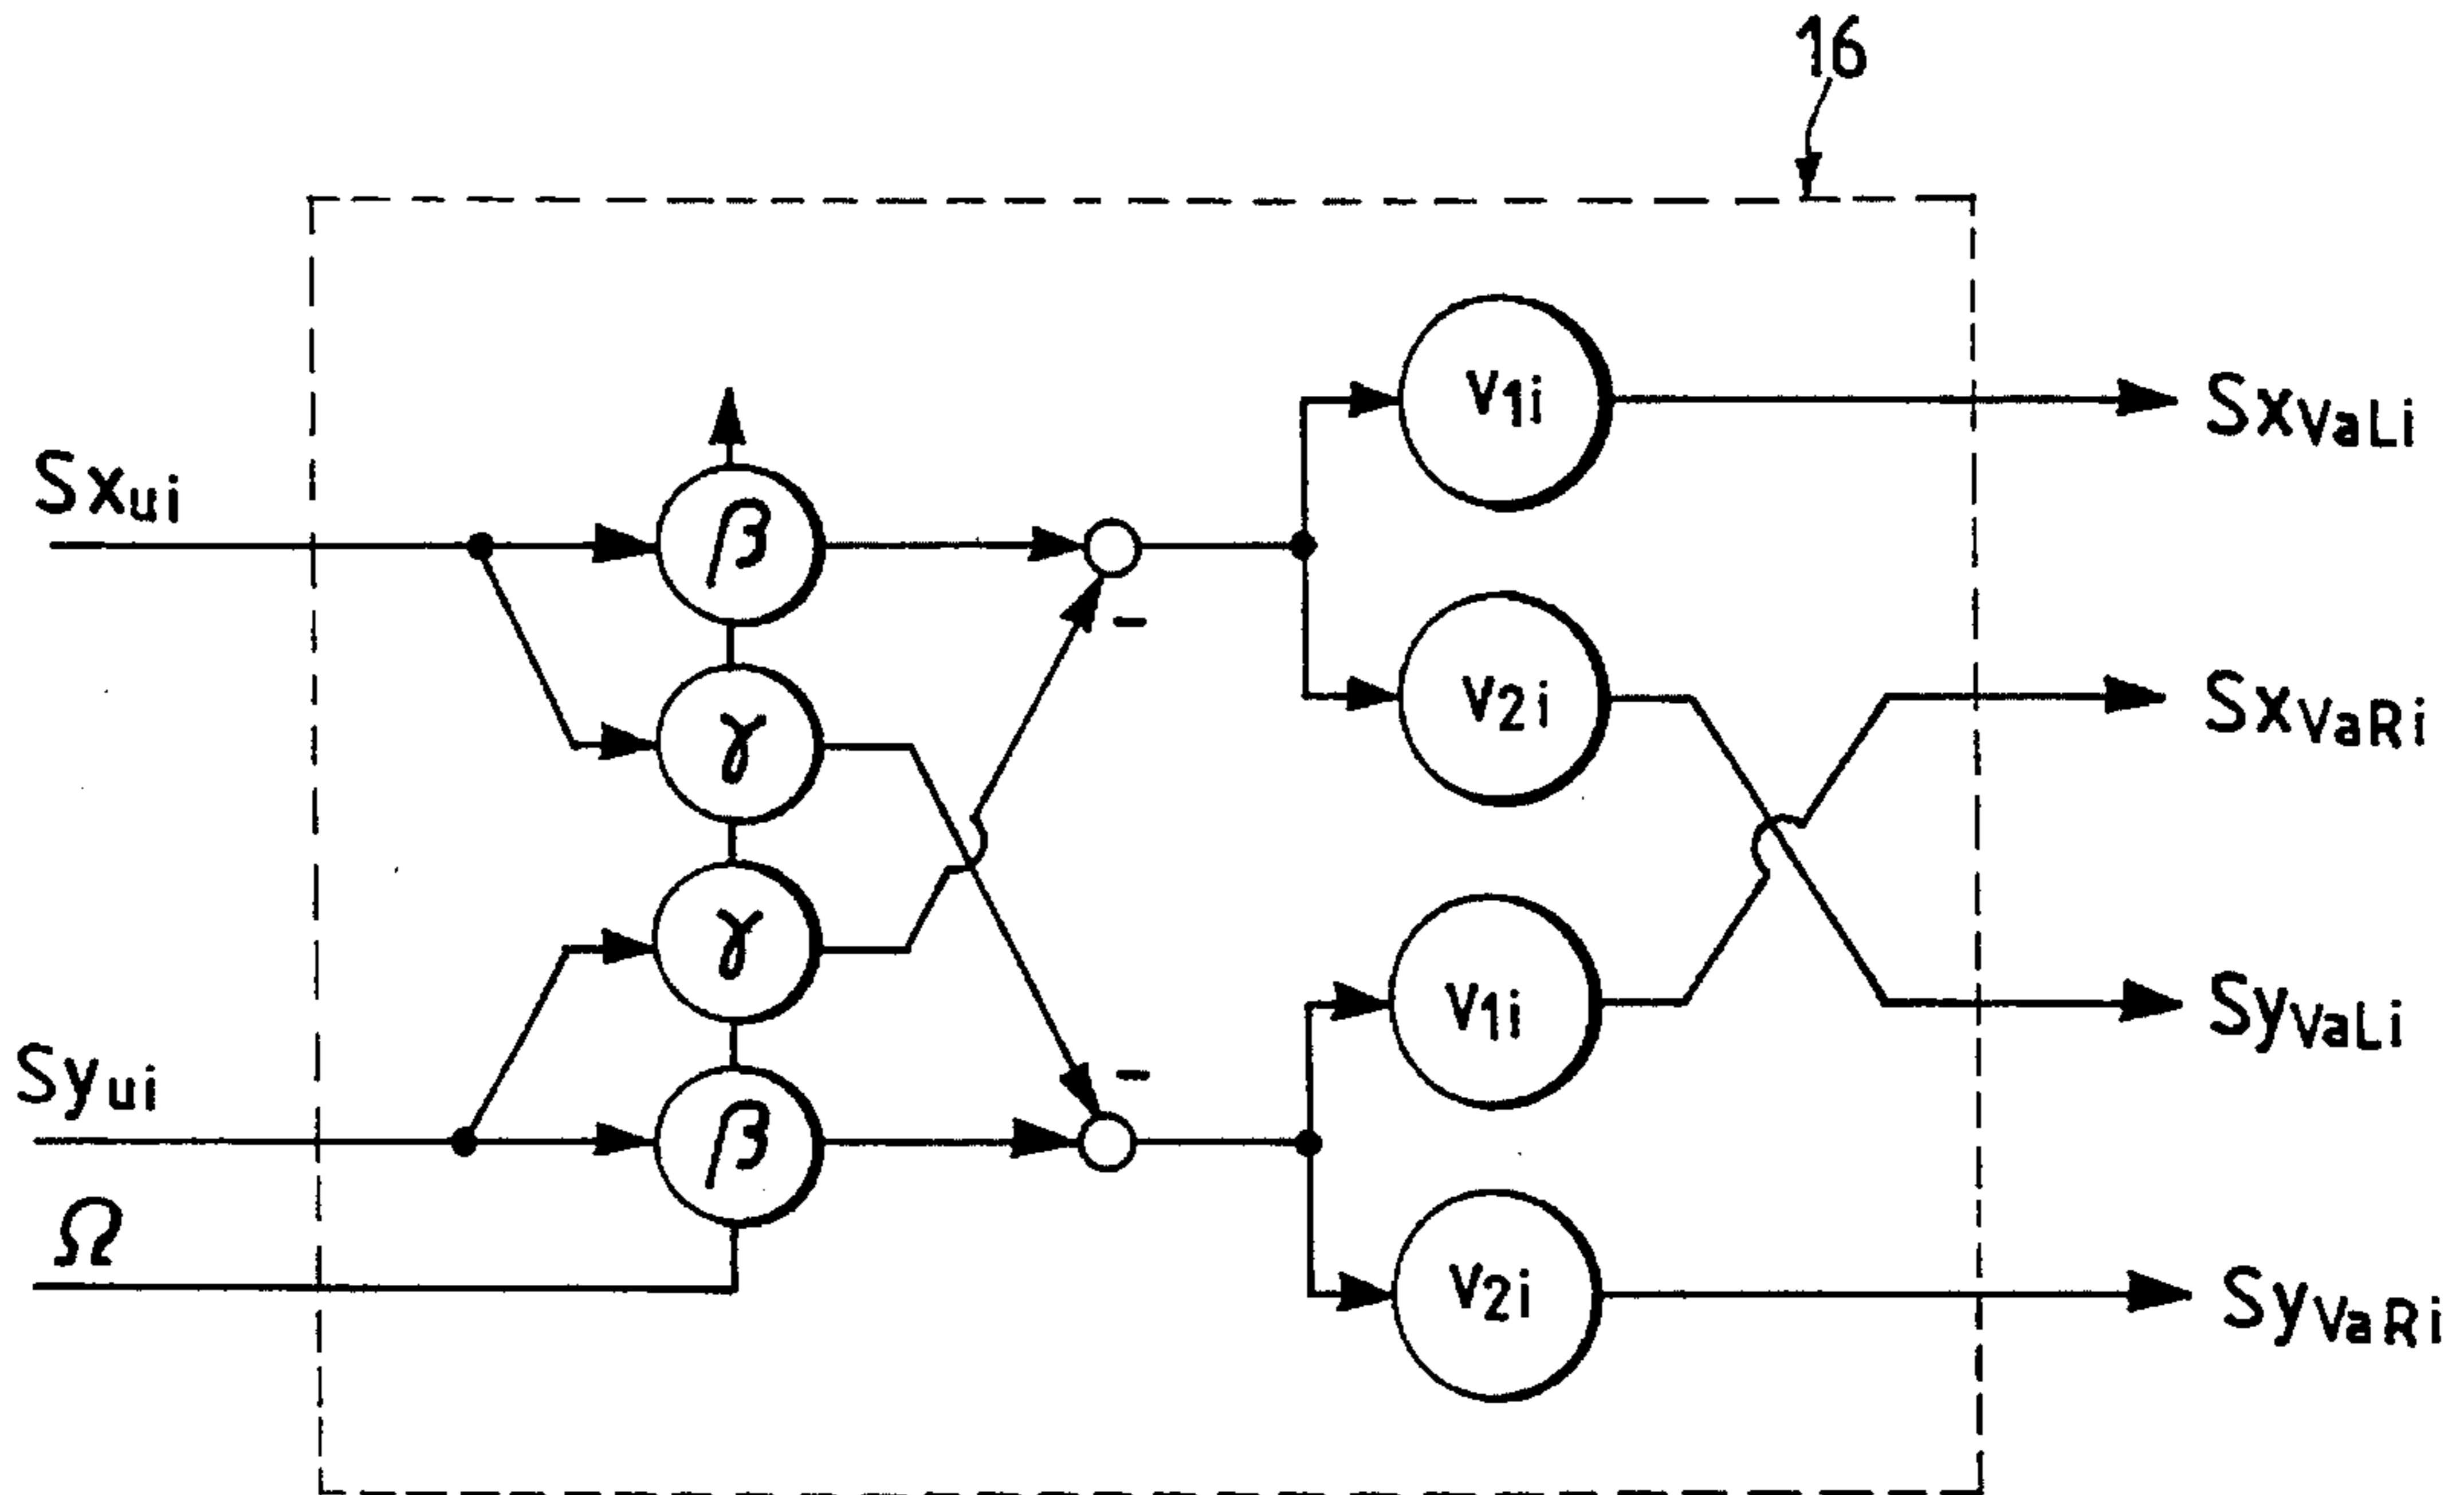 16
Sxui
β
v1i
SxVaLi
γ
-
v2i
SxVaRi
γ
v1i
SyVaLi
Syui
β
-
Ω
v2i
SyVaRi